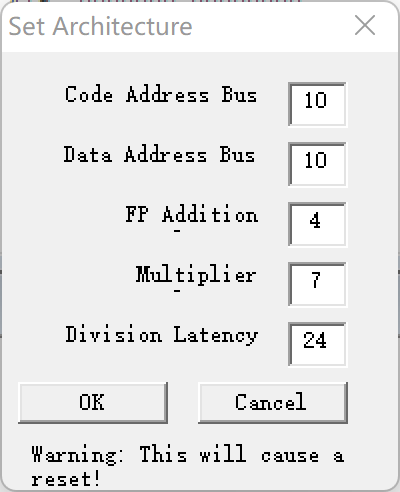 Set Architecture
Code Address Bus 10
Data Address Bus 10
FP Addition 4
Multiplier 7
Division Latency 24
OK Cancel
Warning: This will cause a
reset!